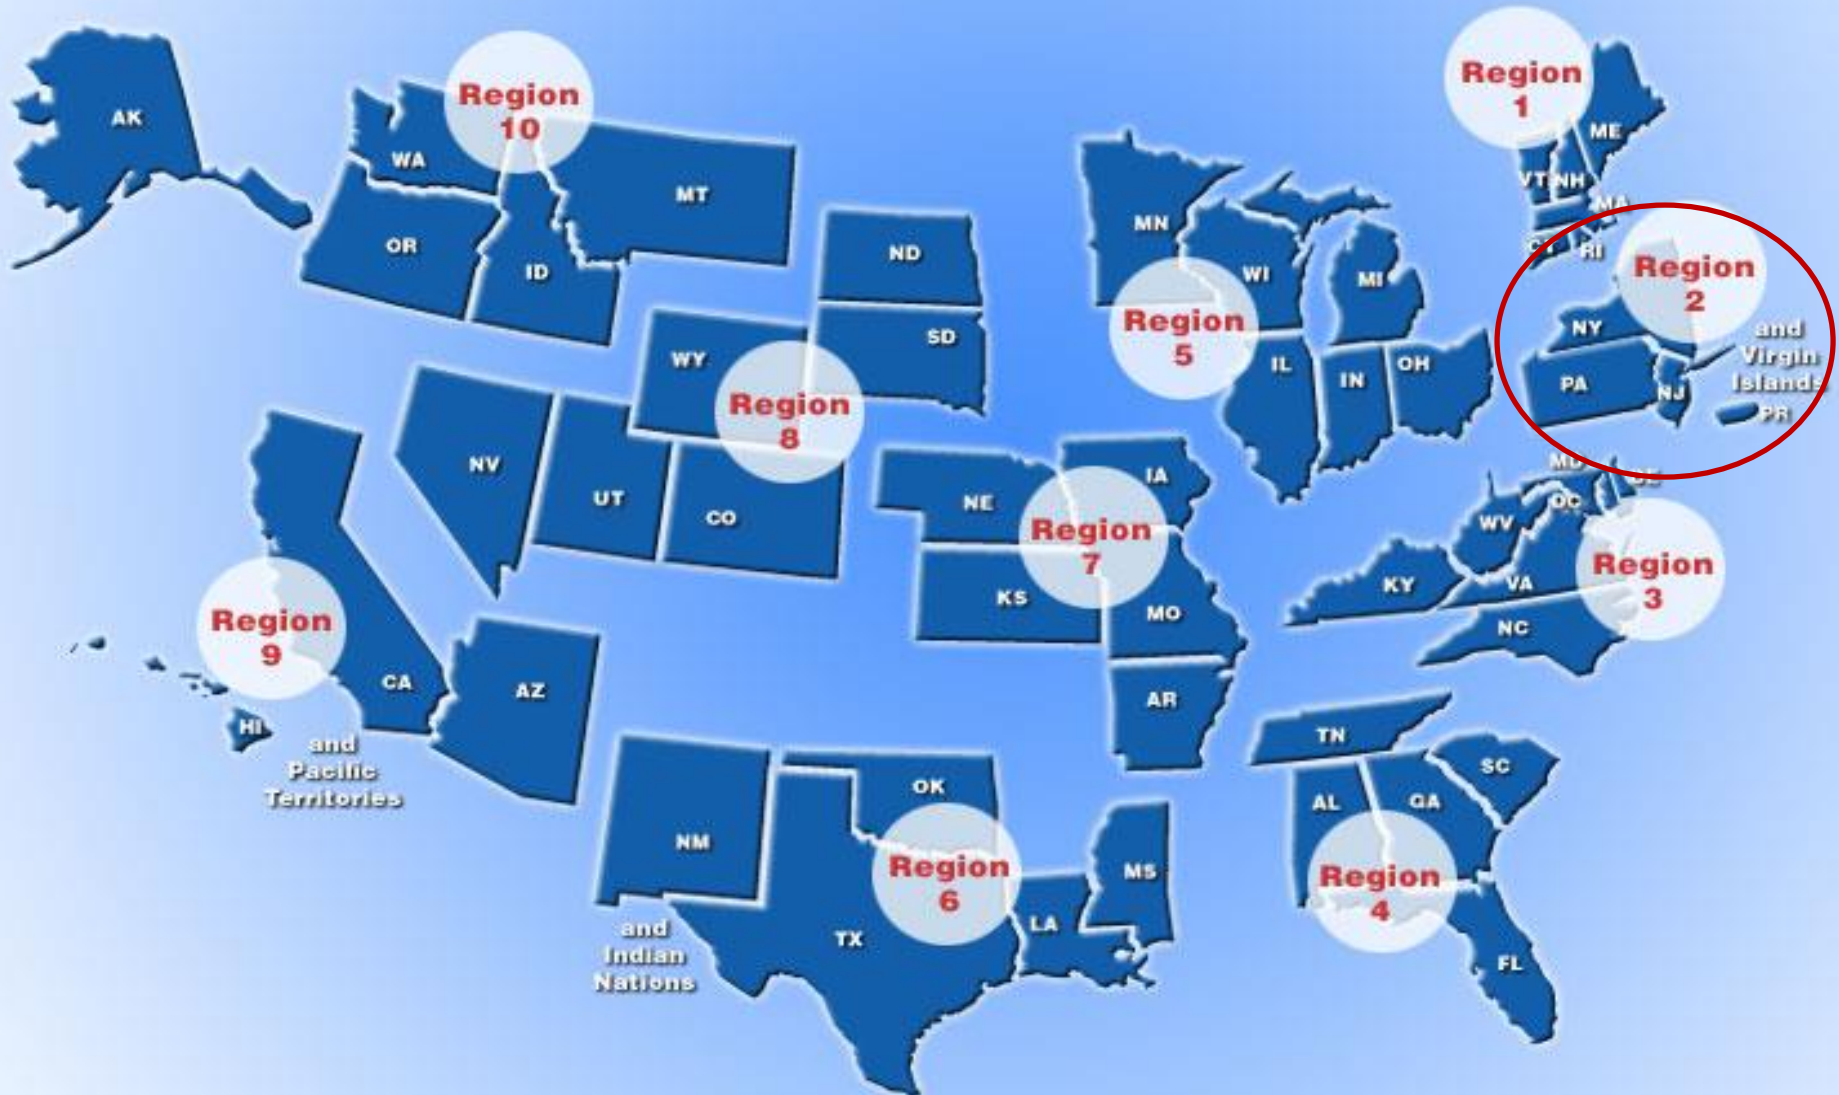 AK
WA
Region
10
MT
OR
ID
ND
SD
WY
Region
8
NV
UT
CO
Region
9
CA
AZ
HI
and
Pacific
Territories
NM
and
Indian
Nations
OK
TX
Region
6
LA
MS
NE
IA
Region
7
KS
MO
AR
MN
WI
MI
Region
5
IL
IN
OH
Region
1
ME
VT
NH
MA
CT
RI
Region
2
NY
PA
NJ
and
Virgin
Islands
PR
MD
DE
DC
WV
KY
VA
Region
3
NC
TN
SC
AL
GA
Region
4
FL